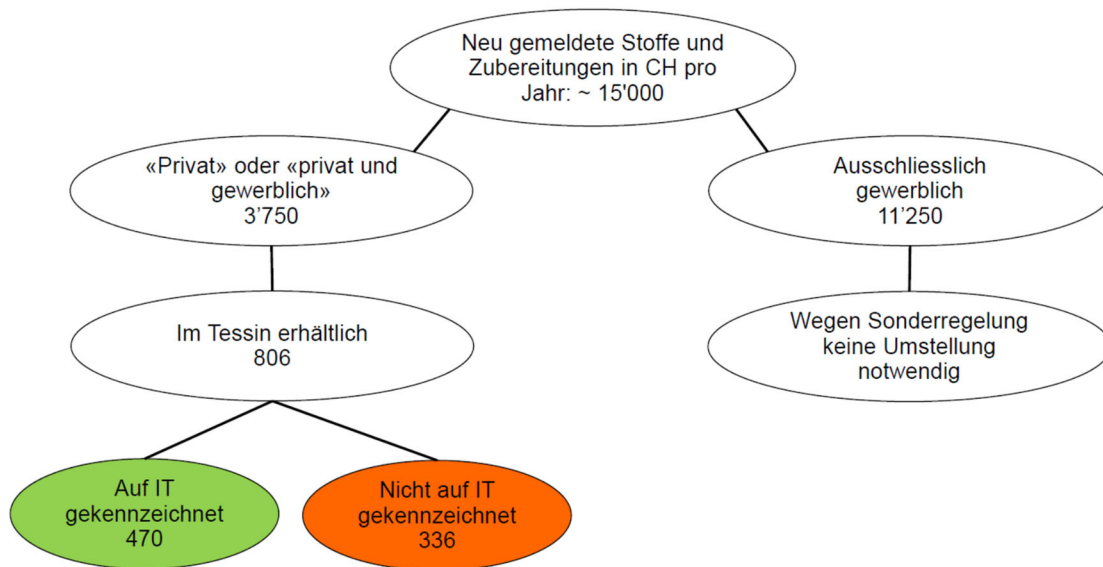 Neu gemeldete Stoffe und
Zubereitungen in CH pro
Jahr: ~ 15'000
«Privat» oder «privat und
gewerblich»
3'750
Ausschliesslich
gewerblich
11’250
Im Tessin erhältlich
806
Wegen Sonderregelung
keine Umstellung
notwendig
Auf IT
gekennzeichnet
470
Nicht auf IT
gekennzeichnet
336